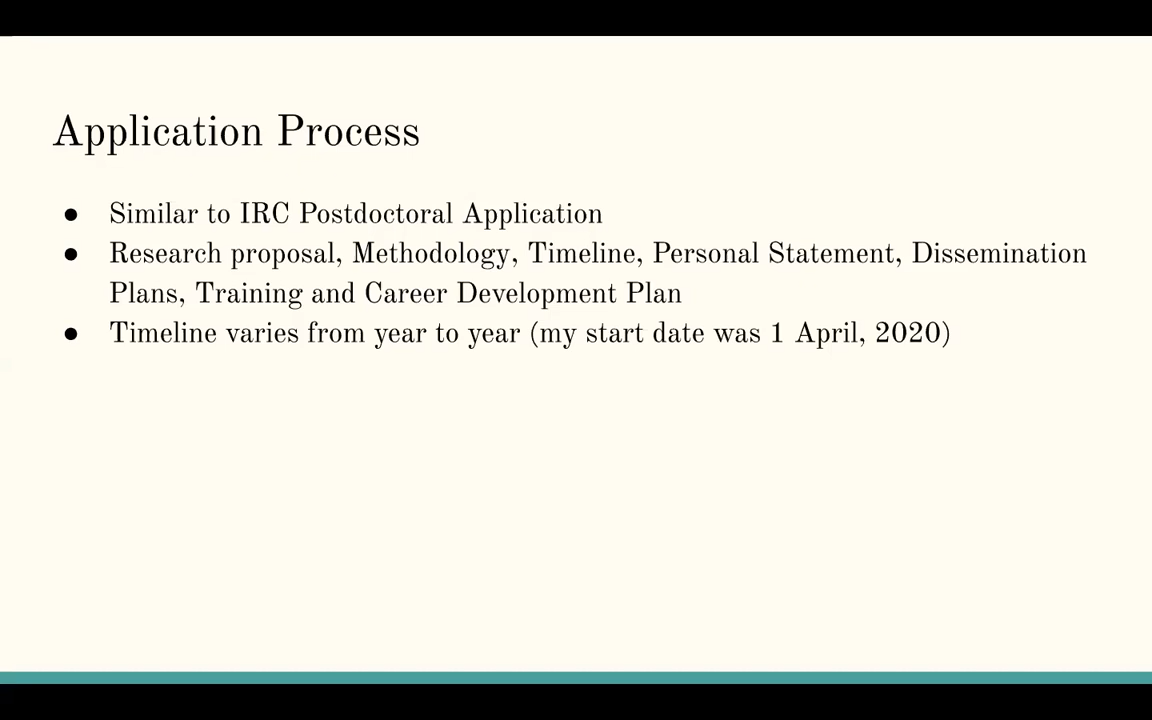 Application Process
● Similar to IRC Postdoctoral Application
● Research proposal, Methodology, Timeline, Personal Statement, Dissemination
Plans, Training and Career Development Plan
● Timeline varies from year to year (my start date was 1 April, 2020)